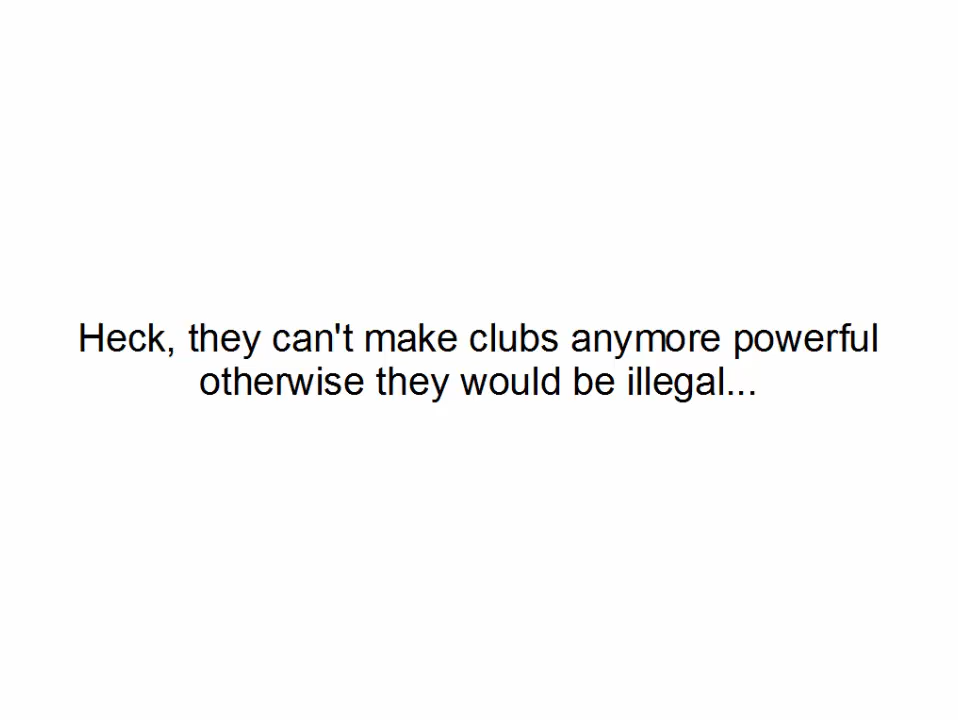 Heck, they can't make clubs anymore powerful
otherwise they would be illegal...